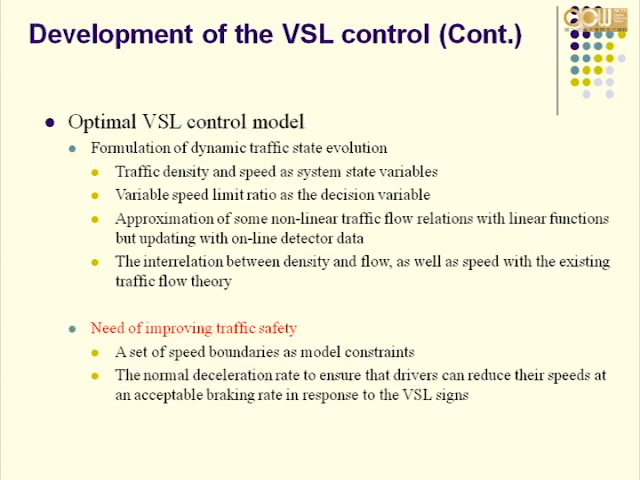 Development of the VSL control (Cont.)
Optimal VSL control model
Formulation of dynamic traffic state evolution
Traffic density and speed as system state variables
Variable speed limit ratio as the decision variable
Approximation of some non-linear traffic flow relations with linear functions
but updating with on-line detector data
The interrelation between density and flow, as well as speed with the existing
traffic flow theory
Need of improving traffic safety
A set of speed boundaries as model constraints
The normal deceleration rate to ensure that drivers can reduce their speeds at
an acceptable braking rate in response to the VSL signs